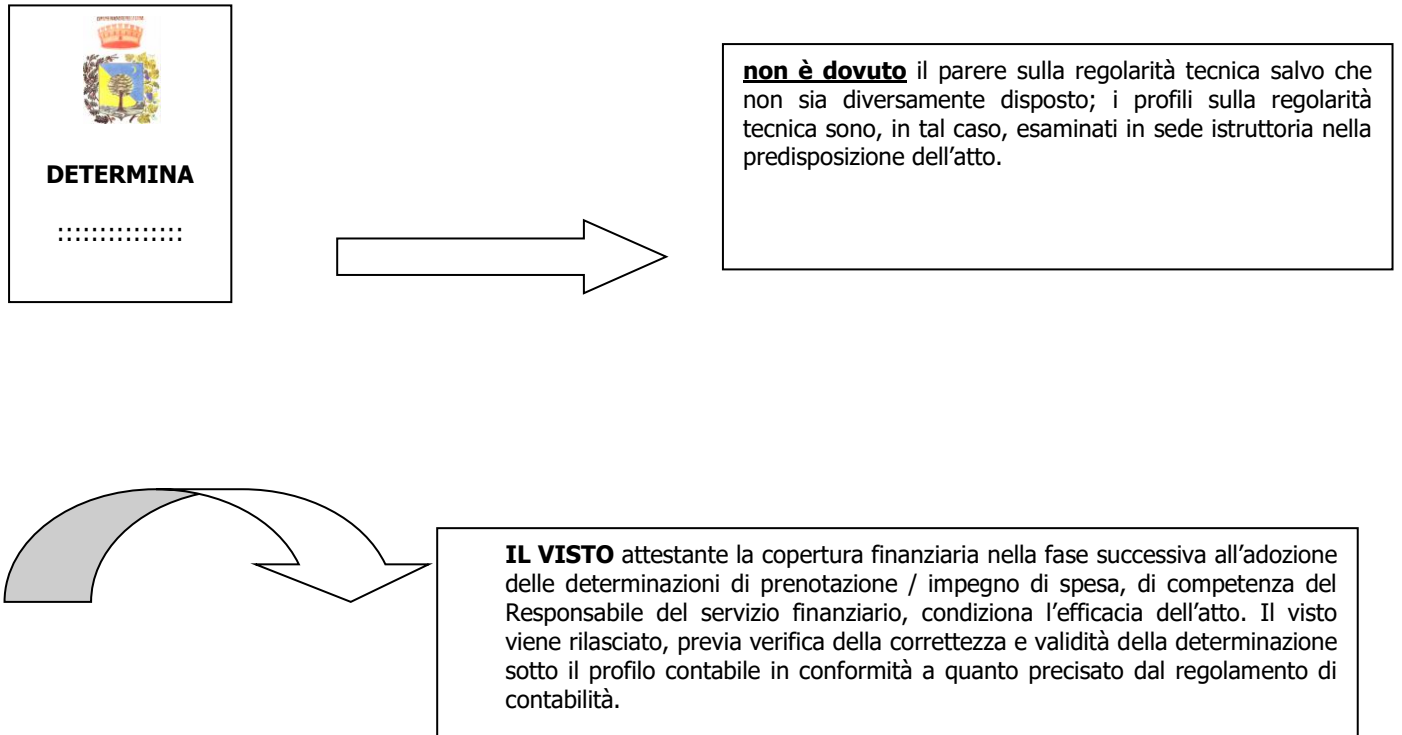 DETERMINA
:::::::::::::::
non è dovuto il parere sulla regolarità tecnica salvo che
non sia diversamente disposto; i profili sulla regolarità
tecnica sono, in tal caso, esaminati in sede istruttoria nella
predisposizione dell’atto.
IL VISTO attestante la copertura finanziaria nella fase successiva all’adozione
delle determinazioni di prenotazione / impegno di spesa, di competenza del
Responsabile del servizio finanziario, condiziona l’efficacia dell’atto. Il visto
viene rilasciato, previa verifica della correttezza e validità della determinazione
sotto il profilo contabile in conformità a quanto precisato dal regolamento di
contabilità.